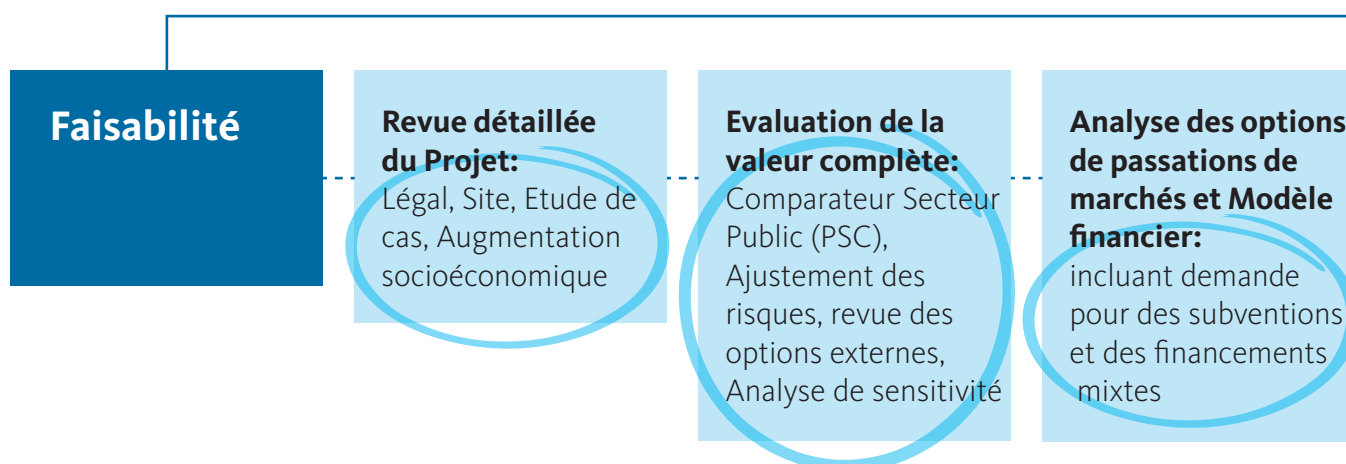 Faisabilité
Revue détaillée
du Projet:
Légal, Site, Etude de
cas, Augmentation
socioéconomique
Evaluation de la
valeur complète:
Comparateur Secteur
Public (PSC),
Ajustement des
risques, revue des
options externes,
Analyse de sensitivité
Analyse des options
de passations de
marchés et Modèle
financier:
incluant demande
pour des subventions
et des financements
mixtes